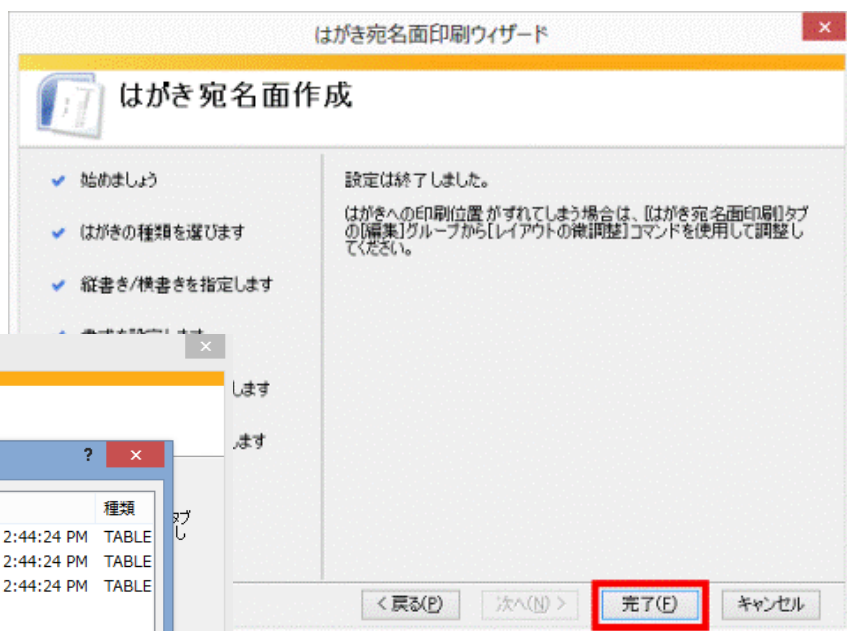 はがき宛名面印刷ウィザード
はがき宛名面作成
始めましょう
はがきの種類を選びます
縦書き/横書きを指定します
設定は終了しました。
はがきへの印刷位置がずれてしまう場合は、[はがき宛名面印刷]タブ
の[編集]グループから[レイアウトの微調整]コマンドを使用して調整し
てください。
します
します
?
種類
タブ
し
2:44:24 PM TABLE
2:44:24 PM TABLE
2:44:24 PM TABLE
< 戻る(P)
次へ(N) >
完了(F)
キャンセル